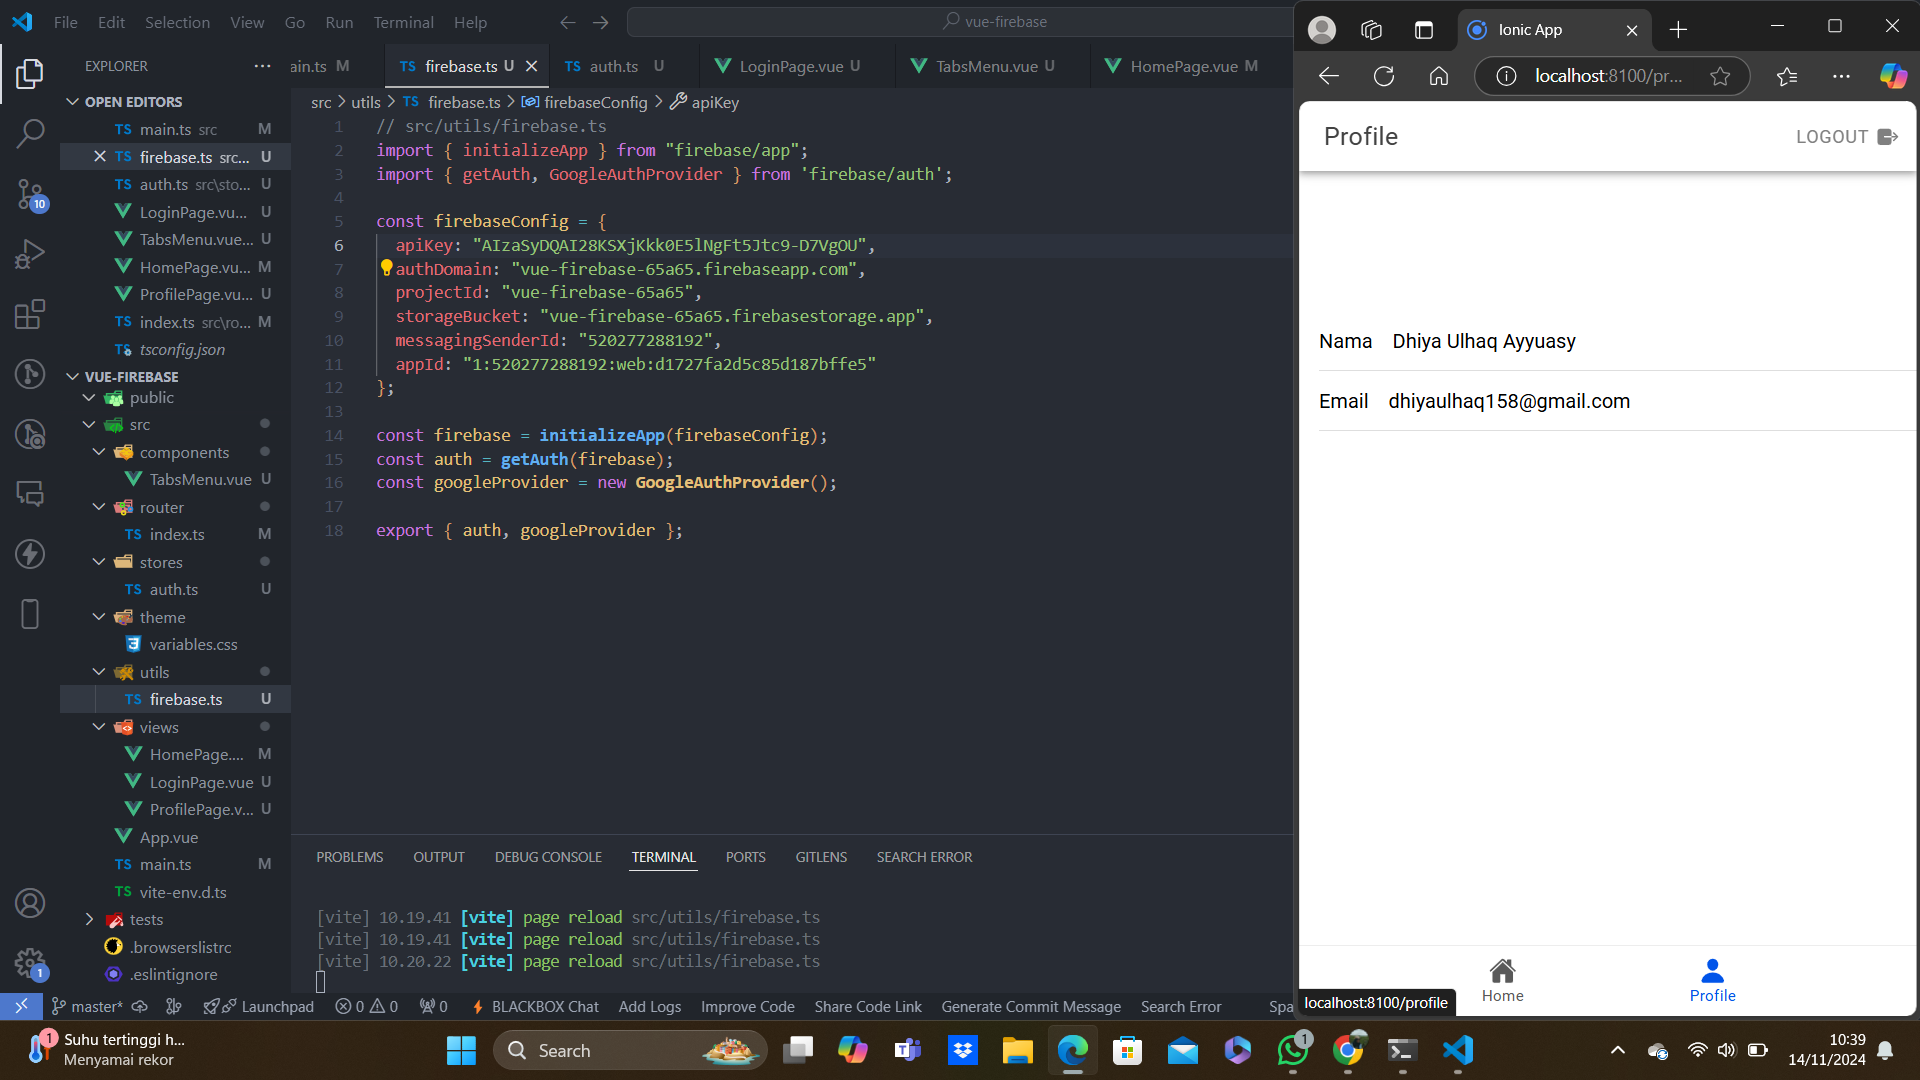 File Edit Selection View Go Run Terminal Help
vue-firebase
EXPLORER
OPEN EDITORS
TS main.ts src M
TS firebase.ts src... U
TS auth.ts src\sto... U
LoginPage.vu... U
TabsMenu.vue... U
HomePage.vu... M
ProfilePage.vu... U
TS index.ts src\ro... M
TS tsconfig.json
VUE-FIREBASE
public
src
components
TabsMenu.vue U
router
TS index.ts M
stores
TS auth.ts U
theme
variables.css
utils
TS firebase.ts U
views
HomePage.... M
LoginPage.vue U
ProfilePage.v... U
App.vue
TS main.ts M
TS vite-env.d.ts
tests
.browserslistrc
.eslintignore
10
1
ain.ts M
TS firebase.ts U
TS auth.ts U
LoginPage.vue U
TabsMenu.vue U
HomePage.vue M
src > utils > TS firebase.ts > firebaseConfig > apiKey
1 // src/utils/firebase.ts
2 import { initializeApp } from "firebase/app";
3 import { getAuth, GoogleAuthProvider } from 'firebase/auth';
4
5 const firebaseConfig = {
6 apiKey: "AIzaSyDQAI28KSXjKkk0E5lNgFt5Jtc9-D7VgOU",
7 authDomain: "vue-firebase-65a65.firebaseapp.com",
8 projectId: "vue-firebase-65a65",
9 storageBucket: "vue-firebase-65a65.firebasestorage.app",
10 messagingSenderId: "520277288192",
11 appId: "1:520277288192:web:d1727fa2d5c85d187bffe5"
12 };
13
14 const firebase = initializeApp(firebaseConfig);
15 const auth = getAuth(firebase);
16 const googleProvider = new GoogleAuthProvider();
17
18 export { auth, googleProvider };
PROBLEMS OUTPUT DEBUG CONSOLE TERMINAL PORTS GITLENS SEARCH ERROR
[vite] 10.19.41 [vite] page reload src/utils/firebase.ts
[vite] 10.19.41 [vite] page reload src/utils/firebase.ts
[vite] 10.20.22 [vite] page reload src/utils/firebase.ts
master* Launchpad 0 0 0 BLACKBOX Chat Add Logs Improve Code Share Code Link Generate Commit Message Search Error Spa
Ionic App
localhost:8100/pr...
Profile
LOGOUT
Nama Dhiya Ulhaq Ayyuasy
Email dhiyaulhaq158@gmail.com
Home
Profile
localhost:8100/profile
1
Suhu tertinggi h...
Menyamai rekor
Search
1
10:39
14/11/2024